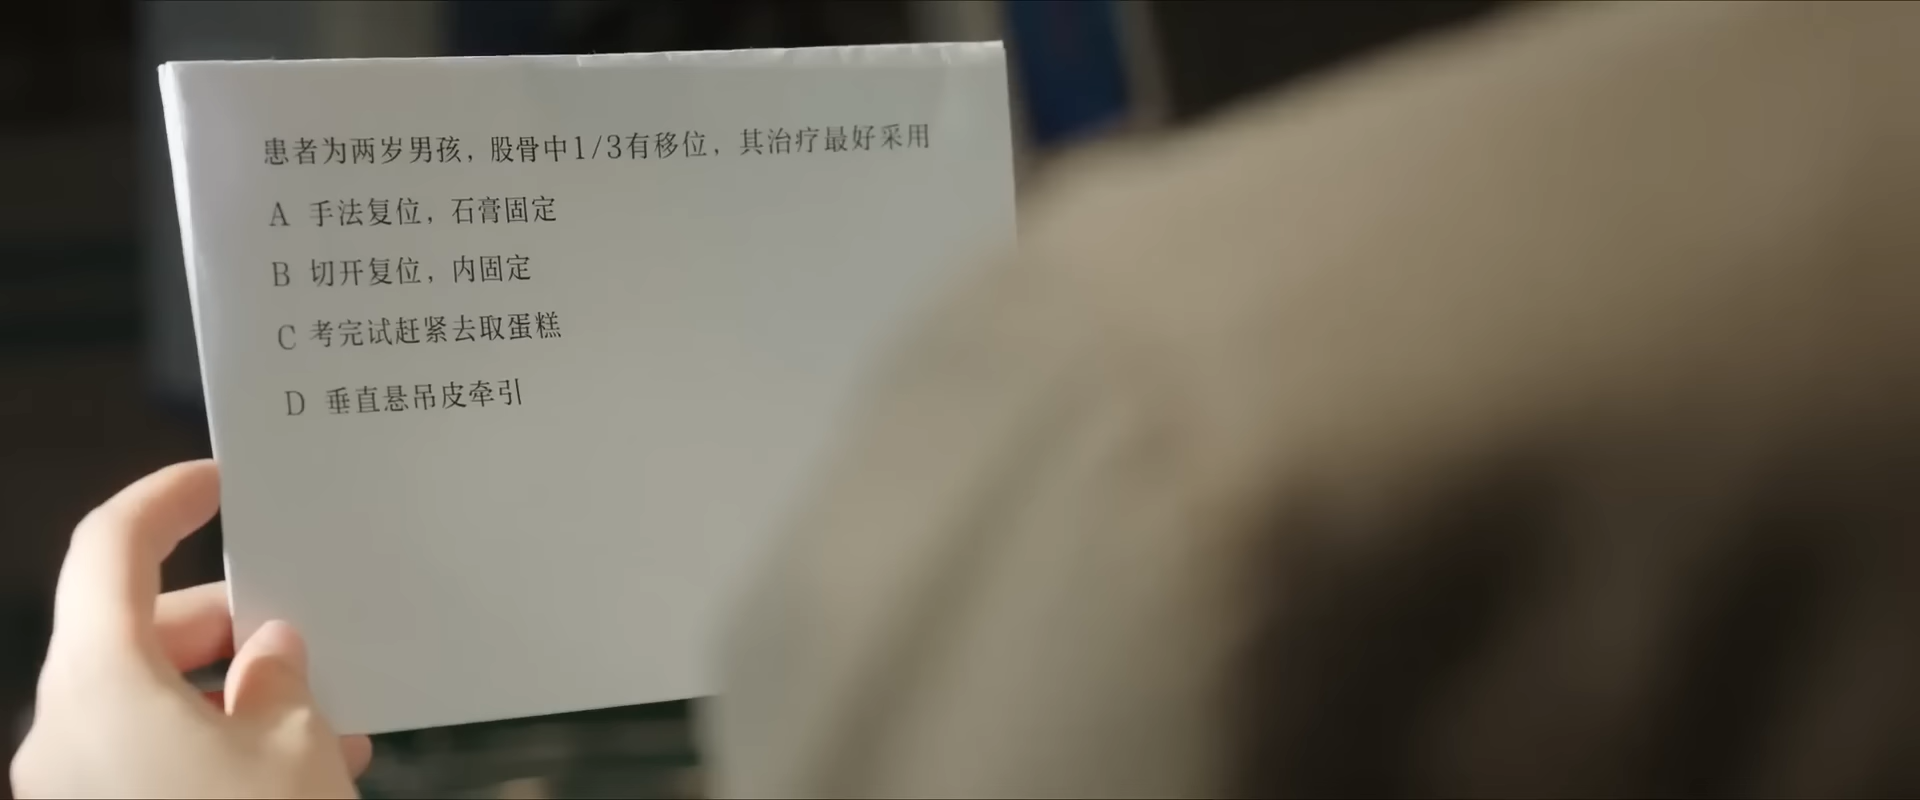 患者为两岁男孩，股骨中1/3有移位，其治疗最好采用
A 手法复位，石膏固定
B 切开复位，内固定
C 考完试赶紧去取蛋糕
D 垂直悬吊皮牵引